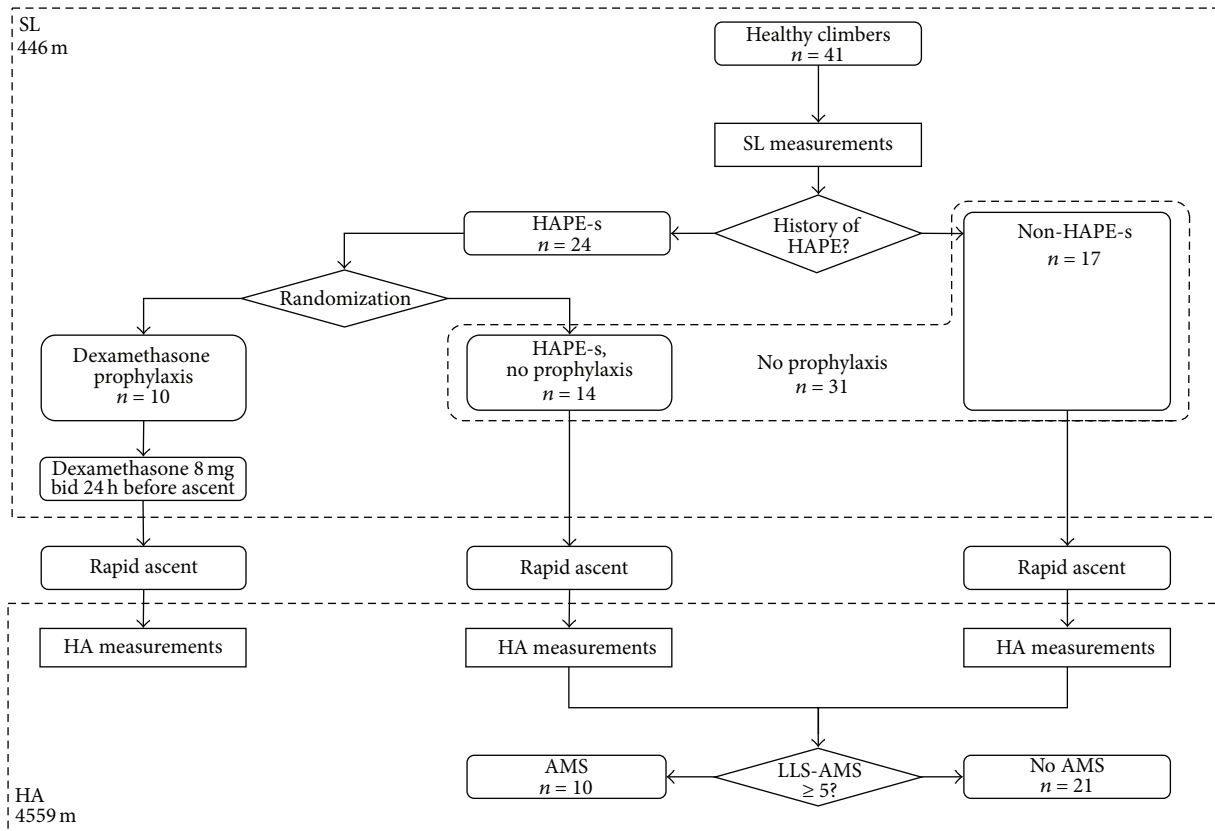 SL
446 m
Healthy climbers
n = 41
SL measurements
History of
HAPE?
HAPE-s
n = 24
Non-HAPE-s
n = 17
Randomization
Dexamethasone
prophylaxis
n = 10
HAPE-s,
no prophylaxis
n = 14
No prophylaxis
n = 31
Dexamethasone 8 mg
bid 24 h before ascent
Rapid ascent
Rapid ascent
Rapid ascent
HA measurements
HA measurements
HA measurements
AMS
n = 10
LLS-AMS
≥ 5?
No AMS
n = 21
HA
4559 m